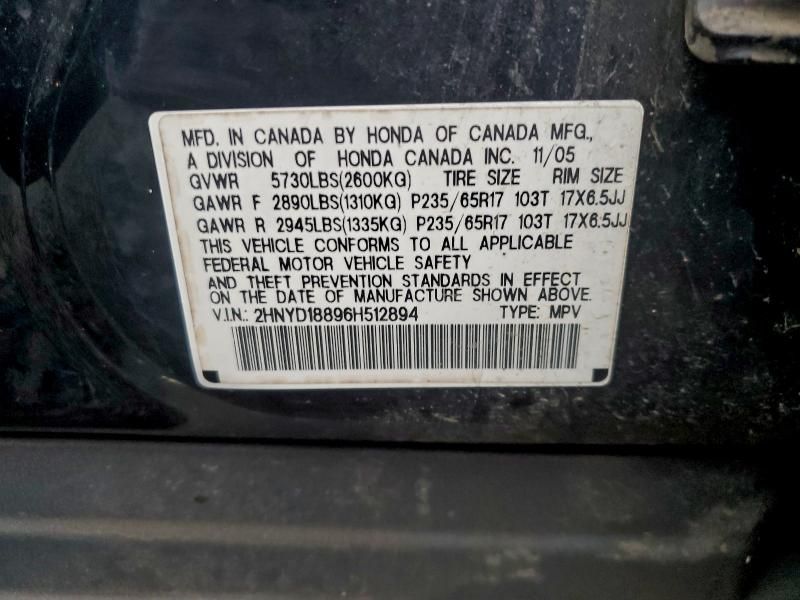 MFD. IN CANADA BY HONDA OF CANADA MFG.,
A DIVISION OF HONDA CANADA INC. 11/05
GVWR 5730LBS(2600KG) TIRE SIZE RIM SIZE
GAWR F 2890LBS(1310KG) P235/65R17 103T 17X6.5JJ
GAWR R 2945LBS(1335KG) P235/65R17 103T 17X6.5JJ
THIS VEHICLE CONFORMS TO ALL APPLICABLE
FEDERAL MOTOR VEHICLE SAFETY
AND THEFT PREVENTION STANDARDS IN EFFECT
ON THE DATE OF MANUFACTURE SHOWN ABOVE.
V.I.N.: 2HNYD18896H512894 TYPE: MPV